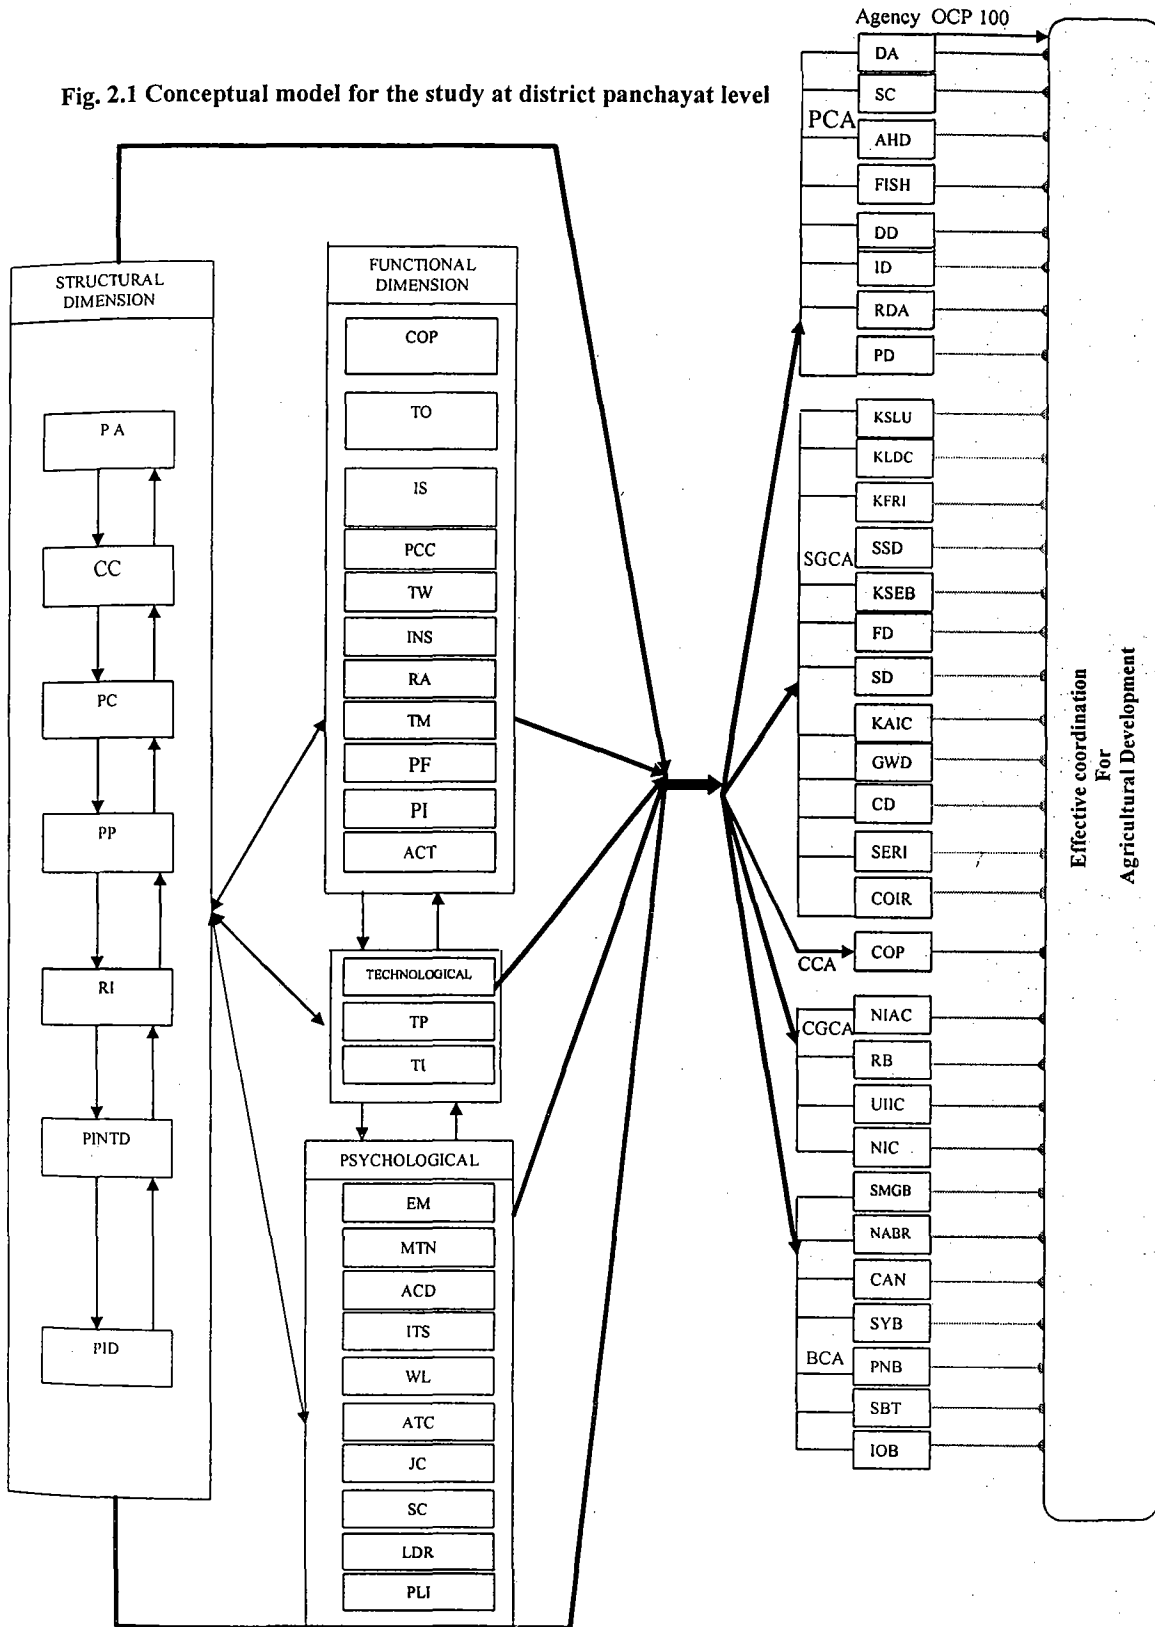 Agency OCP 100
Fig. 2.1 Conceptual model for the study at district panchayat level
STRUCTURAL
DIMENSION
P A
CC
PC
PP
RI
PINTD
PID
FUNCTIONAL
DIMENSION
COP
TO
IS
PCC
TW
INS
RA
TM
PF
PI
ACT
TECHNOLOGICAL
TP
TI
PSYCHOLOGICAL
EM
MTN
ACD
ITS
WL
ATC
JC
SC
LDR
PLI
PCA
DA
SC
AHD
FISH
DD
ID
RDA
PD
SGCA
KSLU
KLDC
KFRI
SSD
KSEB
FD
SD
KAIC
GWD
CD
SERI
COIR
CCA
COP
CGCA
NIAC
RB
UIIC
NIC
BCA
SMGB
NABR
CAN
SYB
PNB
SBT
IOB
Effective coordination
For
Agricultural Development